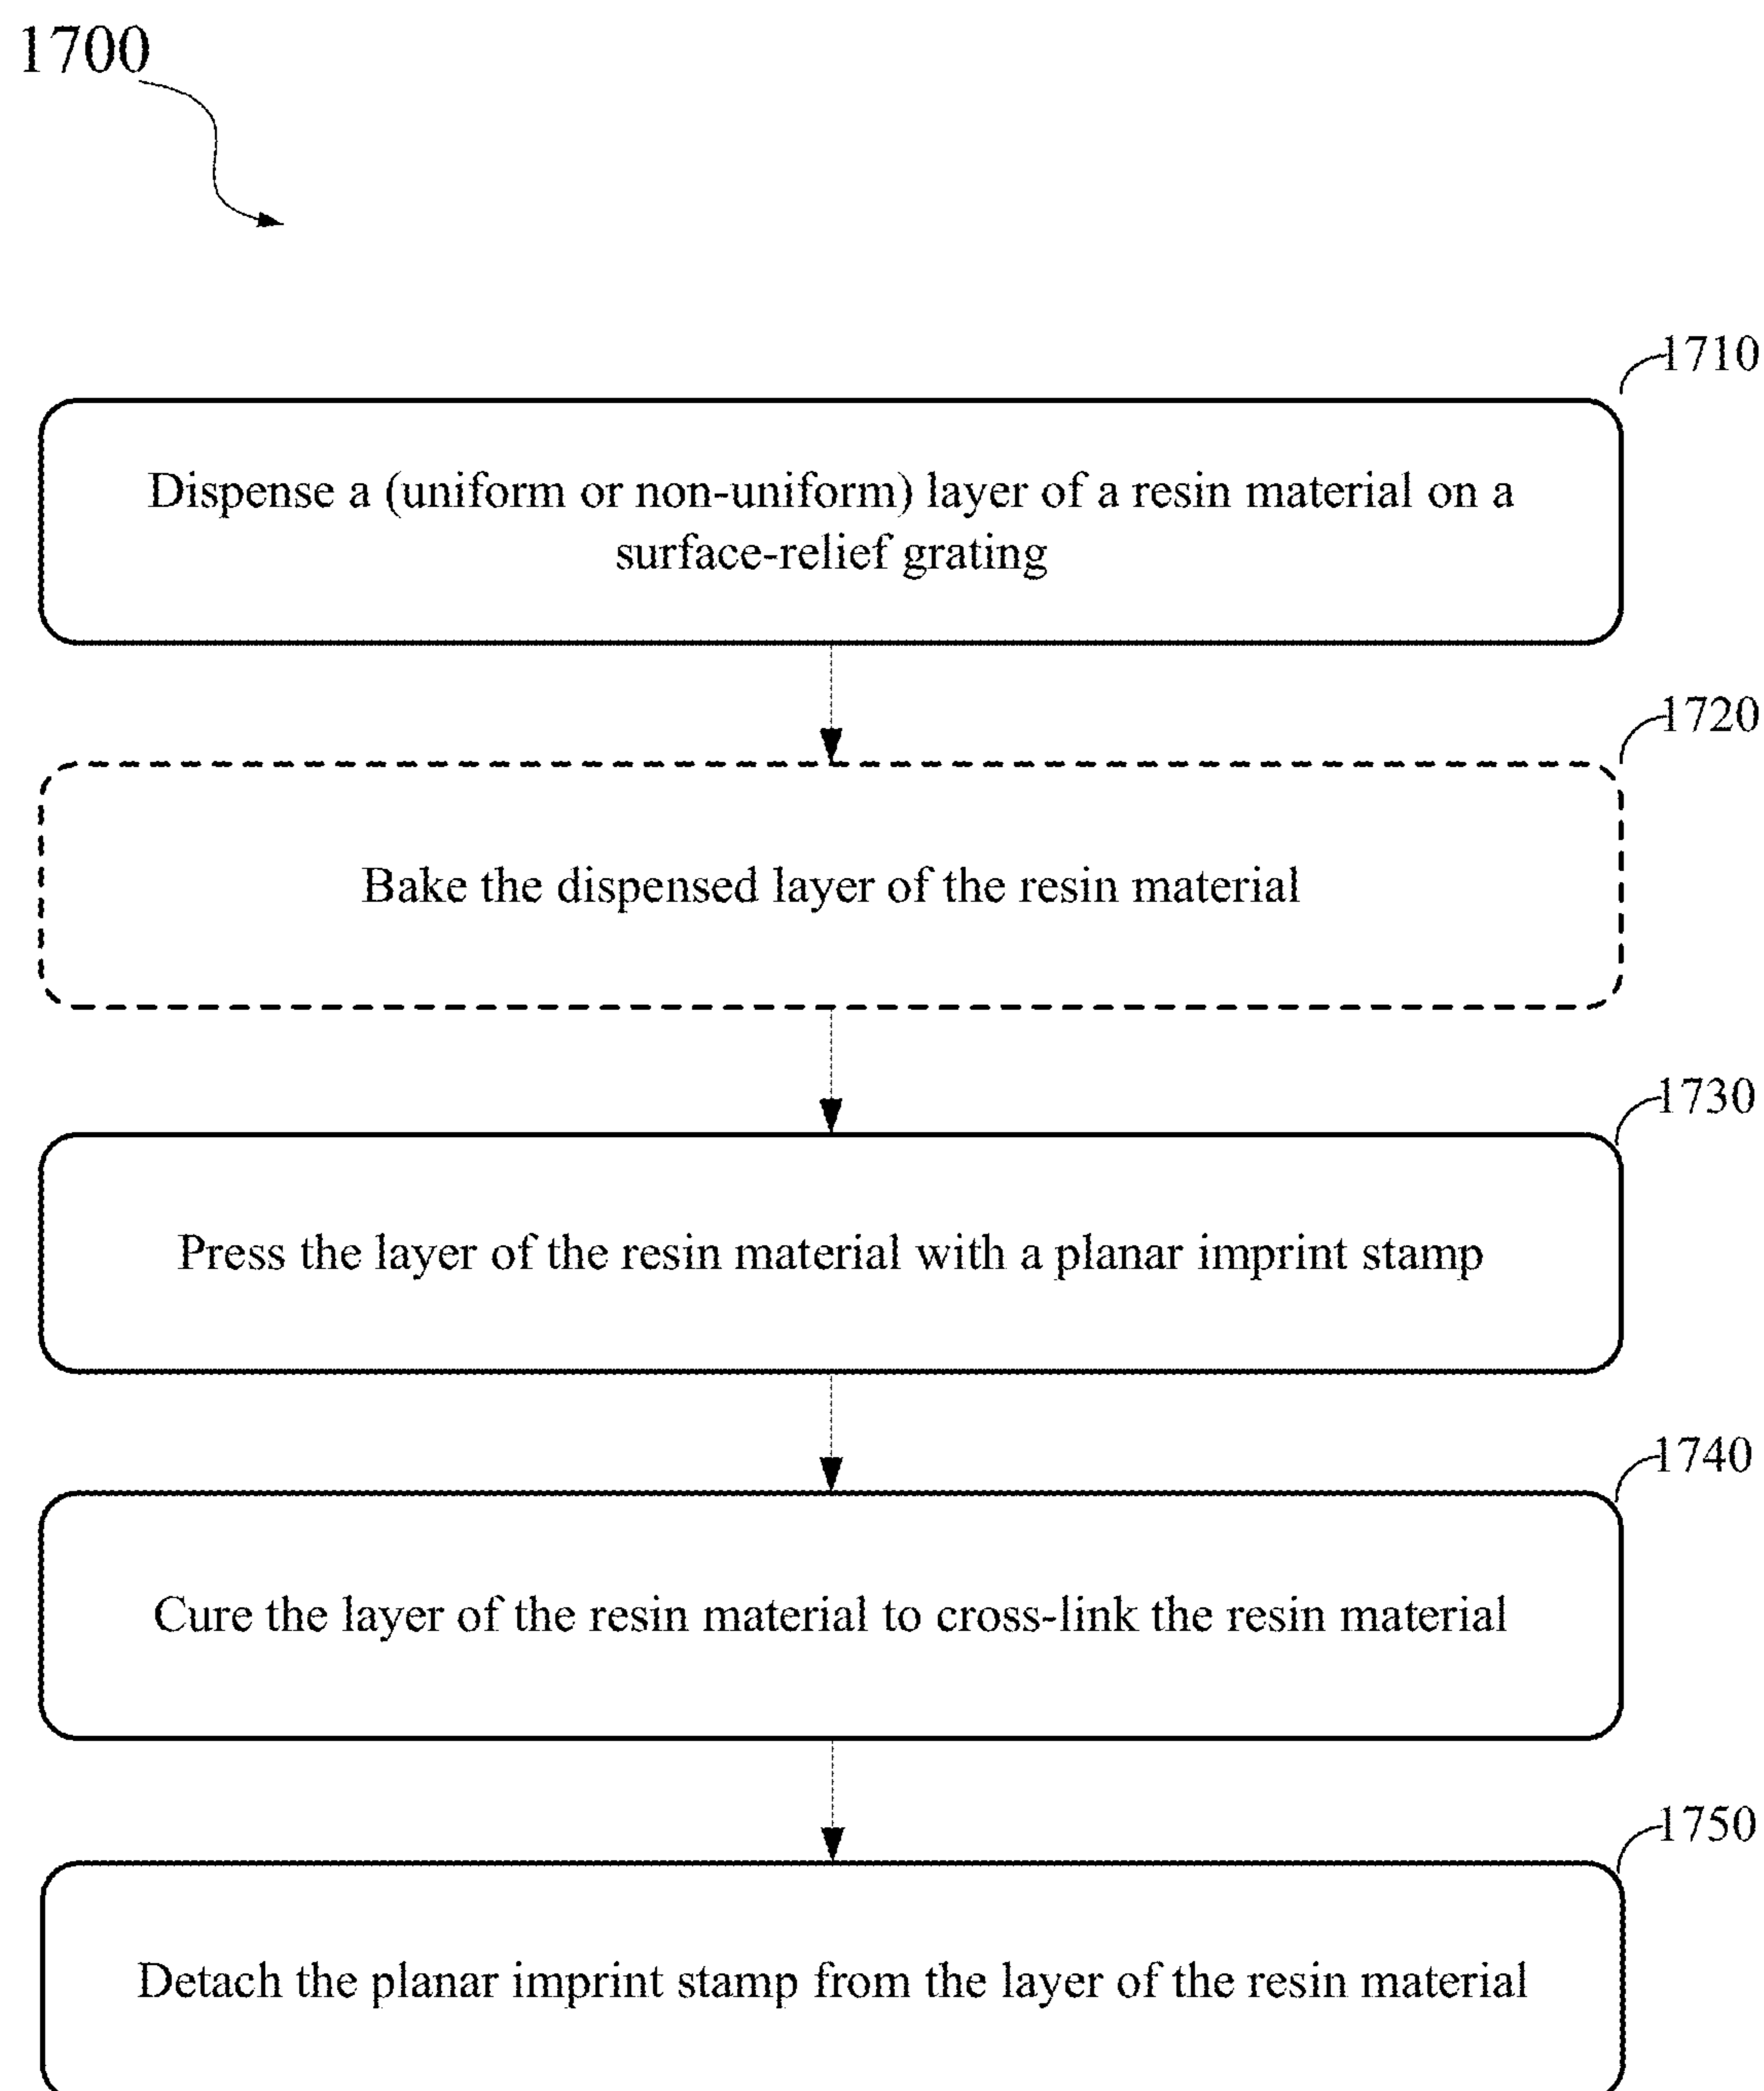 1700
1710
Dispense a (uniform or non-uniform) layer of a resin material on a
surface-relief grating
1720
Bake the dispensed layer of the resin material
1730
Press the layer of the resin material with a planar imprint stamp
1740
Cure the layer of the resin material to cross-link the resin material
1750
Detach the planar imprint stamp from the layer of the resin material